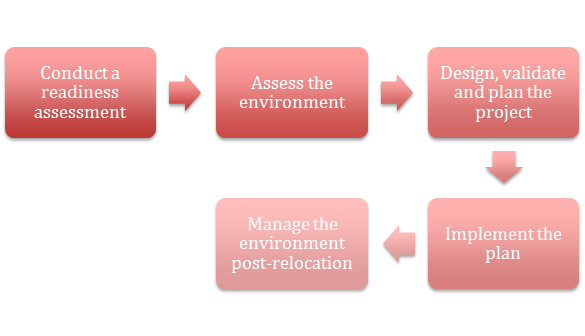 Conduct a
readiness
assessment
Assess the
environment
Design, validate
and plan the
project
Implement the
plan
Manage the
environment
post-relocation